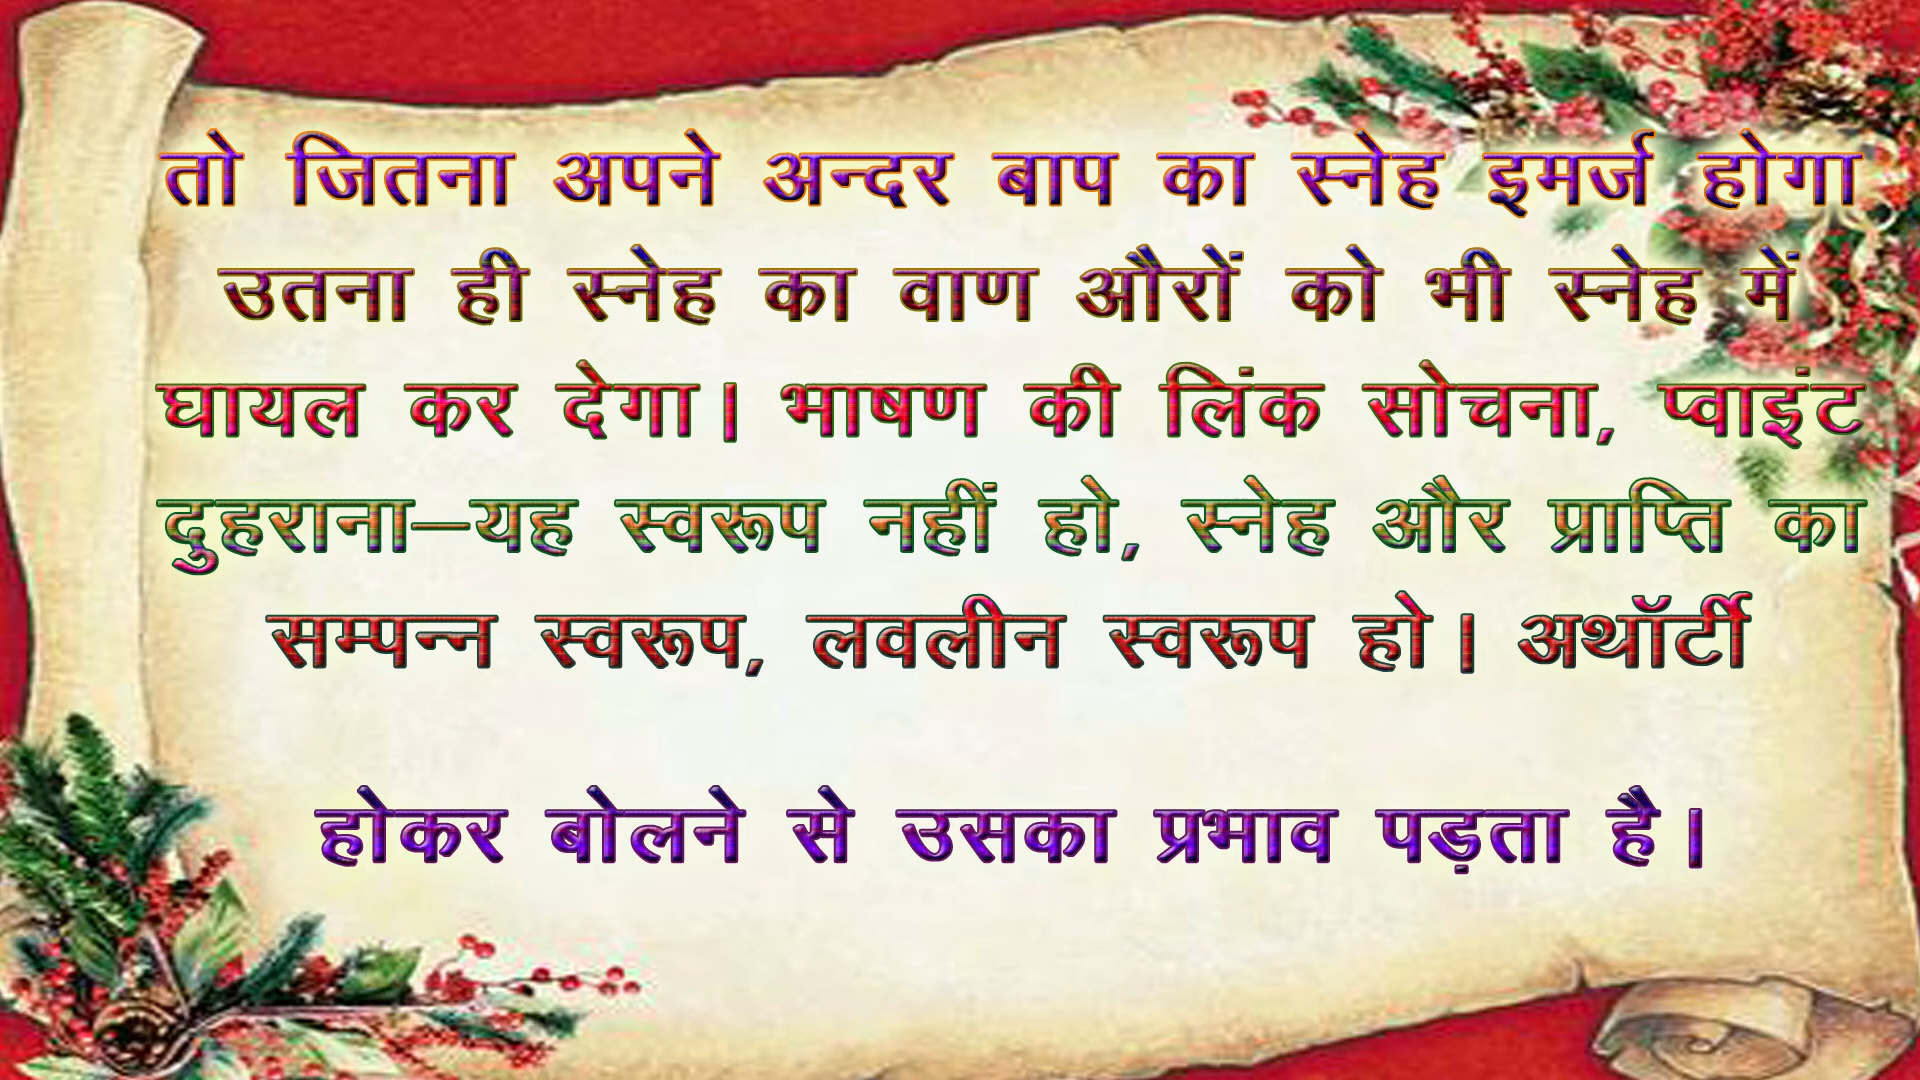 तो जितना अपने अन्दर बाप का स्नेह इमर्ज होगा
उतना ही स्नेह का वाण औरों को भी स्नेह में
घायल कर देगा। भाषण की लिंक सोचना, प्वाइंट
दुहराना–यह स्वरूप नहीं हो, स्नेह और प्राप्ति का
सम्पन्न स्वरूप, लवलीन स्वरूप हो। अथॉर्टी
होकर बोलने से उसका प्रभाव पड़ता है।